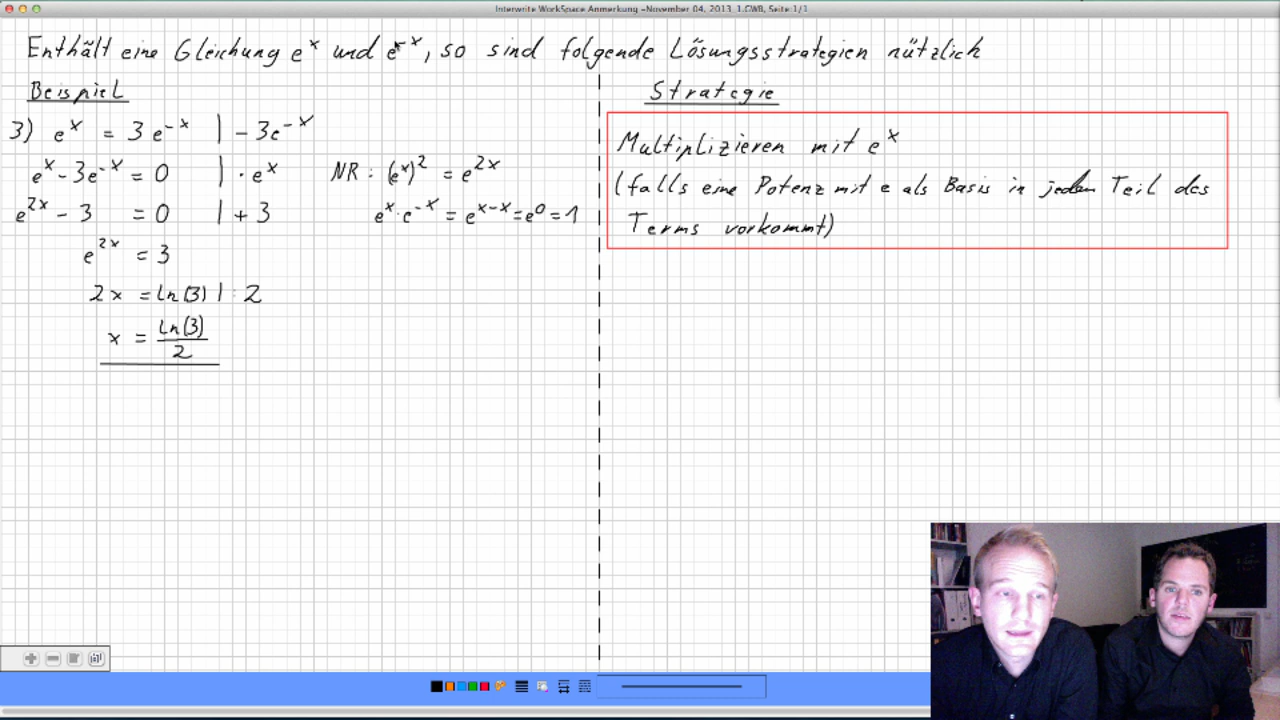 Interwrite WorkSpace Anmerkung –November 04, 2013_1.GWB, Seite:1/1
Enthält eine Gleichung e^x und e^-x, so sind folgende Lösungsstrategien nützlich
Beispiel
3) e^x = 3e^-x | - 3e^-x
e^x - 3e^-x = 0 | · e^x
NR: (e^x)^2 = e^2x
e^2x - 3 = 0 | + 3
e^x · e^-x = e^x-x = e^0 = 1
e^2x = 3
2x = ln(3) | : 2
x = ln(3)/2
Strategie
Multiplizieren mit e^x
(falls eine Potenz mit e als Basis in jedem Teil des
Terms vorkommt)